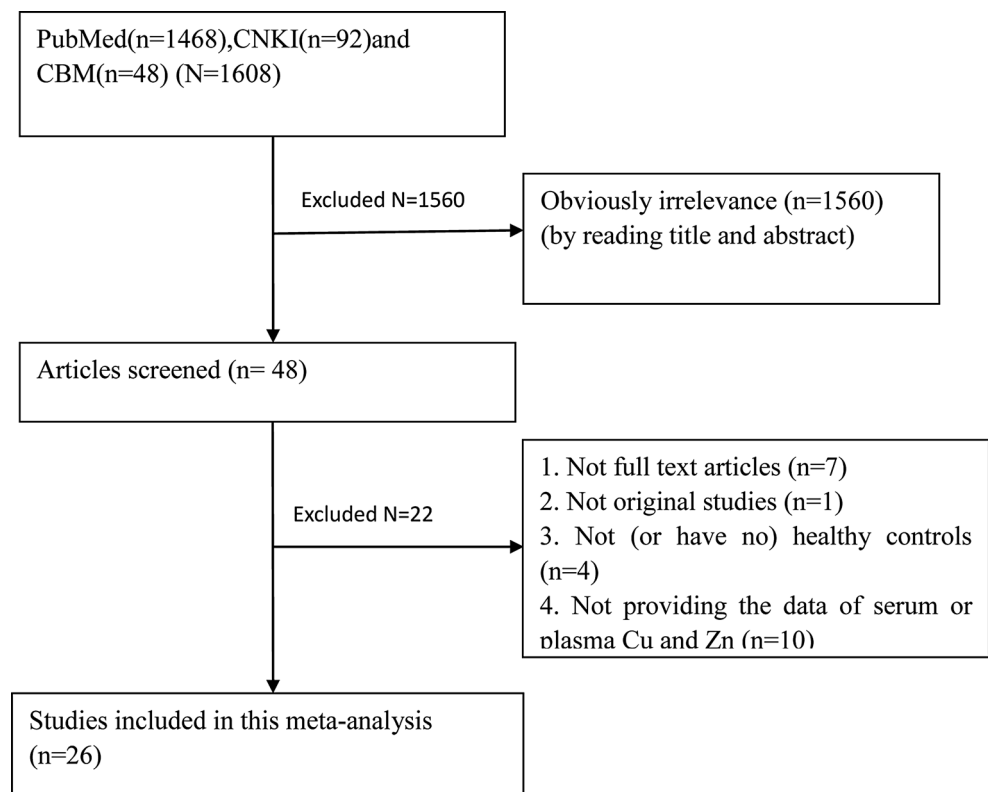 PubMed(n=1468),CNKI(n=92)and
CBM(n=48) (N=1608)
Excluded N=1560
Obviously irrelevance (n=1560)
(by reading title and abstract)
Articles screened (n= 48)
Excluded N=22
1. Not full text articles (n=7)
2. Not original studies (n=1)
3. Not (or have no) healthy controls
(n=4)
4. Not providing the data of serum or
plasma Cu and Zn (n=10)
Studies included in this meta-analysis
(n=26)